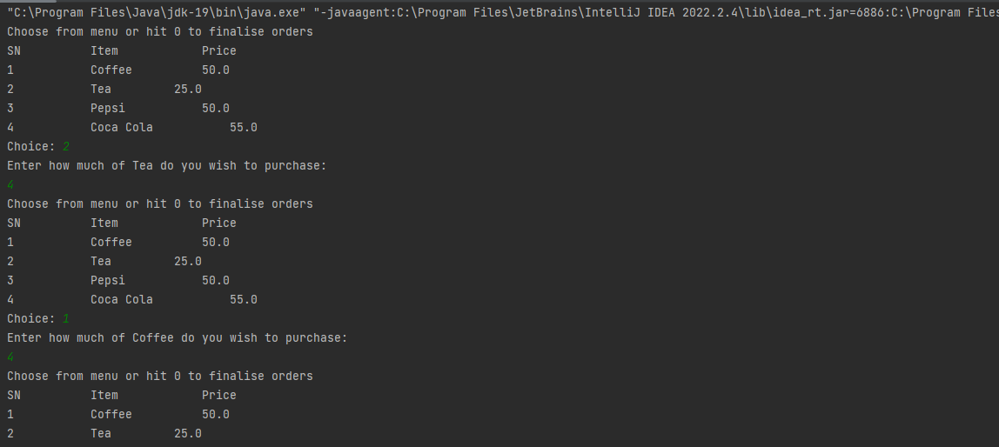 "C:\Program Files\Java\jdk-19\bin\java.exe" "-javaagent:C:\Program Files\JetBrains\IntelliJ IDEA 2022.2.4\lib\idea_rt.jar=6886:C:\Program Files
Choose from menu or hit 0 to finalise orders
SN Item Price
1 Coffee 50.0
2 Tea 25.0
3 Pepsi 50.0
4 Coca Cola 55.0
Choice: 2
Enter how much of Tea do you wish to purchase:
4
Choose from menu or hit 0 to finalise orders
SN Item Price
1 Coffee 50.0
2 Tea 25.0
3 Pepsi 50.0
4 Coca Cola 55.0
Choice: 1
Enter how much of Coffee do you wish to purchase:
4
Choose from menu or hit 0 to finalise orders
SN Item Price
1 Coffee 50.0
2 Tea 25.0